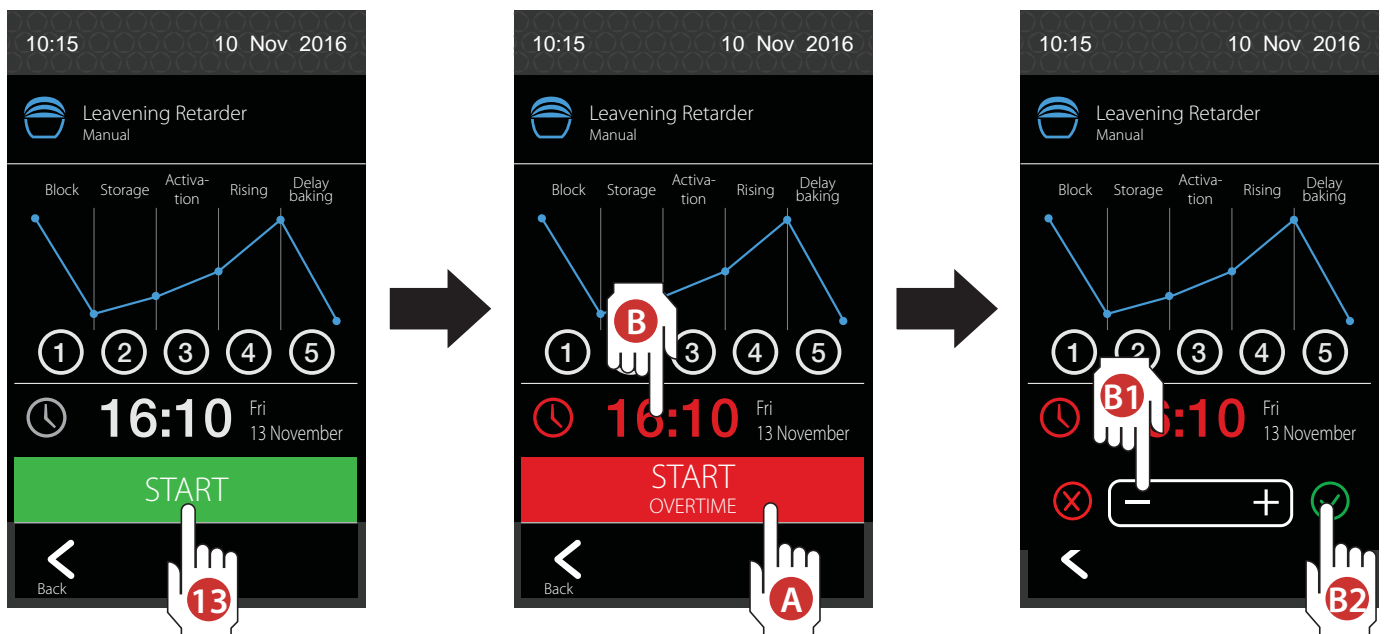 10:15 10 Nov 2016
Leavening Retarder
Manual
Block Storage Activa-
tion Rising Delay
baking
1 2 3 4 5
16:10 Fri
13 November
START
Back
13
10:15 10 Nov 2016
Leavening Retarder
Manual
Block Storage Activa-
tion Rising Delay
baking
B
1 3 4 5
16:10 Fri
13 November
START
OVERTIME
Back
A
10:15 10 Nov 2016
Leavening Retarder
Manual
Block Storage Activa-
tion Rising Delay
baking
1 2 3 4 5
B1
:10 Fri
13 November
− +
B2